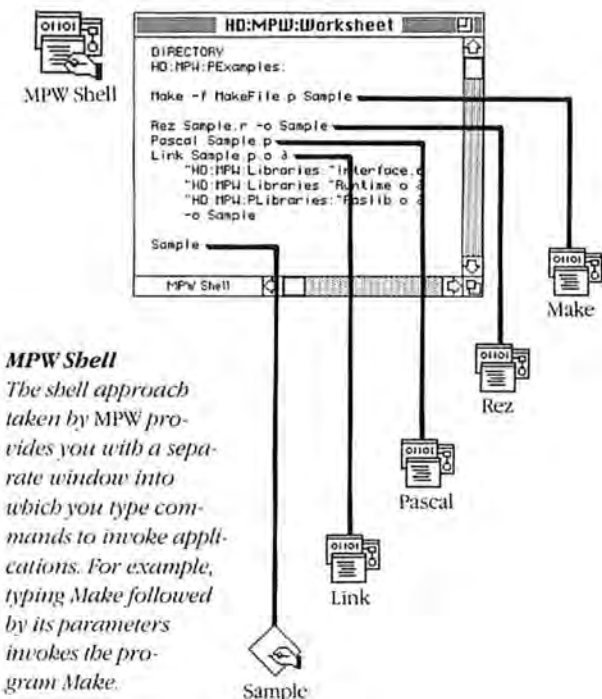 MPW Shell
HD:MPW:Worksheet
DIRECTORY
HD:MPW:PExamples:
Make -f MakeFile.p Sample
Rez Sample.r -o Sample
Pascal Sample.p
Link Sample.p.o ∂
"HD:MPW:Libraries:"Interface.o
"HD:MPW:Libraries:"Runtime.o ∂
"HD:MPW:PLibraries:"Paslib.o ∂
-o Sample
Sample
MPW Shell
Make
Rez
Pascal
Link
Sample
MPW Shell
The shell approach
taken by MPW pro-
vides you with a sepa-
rate window into
which you type com-
mands to invoke appli-
cations. For example,
typing Make followed
by its parameters
invokes the pro-
gram Make.